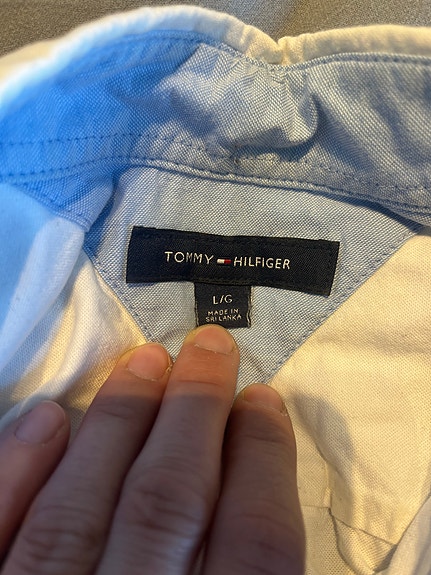 TOMMY HILFIGER
L/G
MADE IN
SRI LANKA